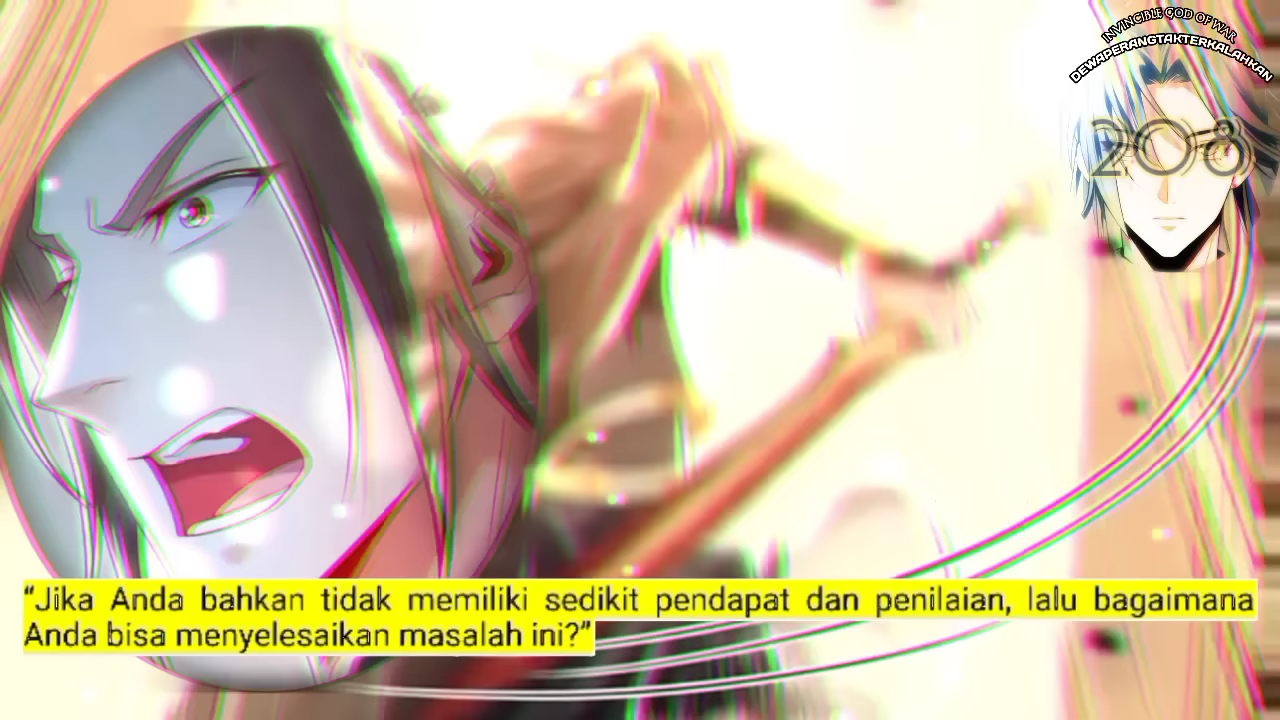 INVINCIBLE GOD OF WAR
DEWAPERANGTAKTERKALAHKAN
208
“Jika Anda bahkan tidak memiliki sedikit pendapat dan penilaian, lalu bagaimana
Anda bisa menyelesaikan masalah ini?”